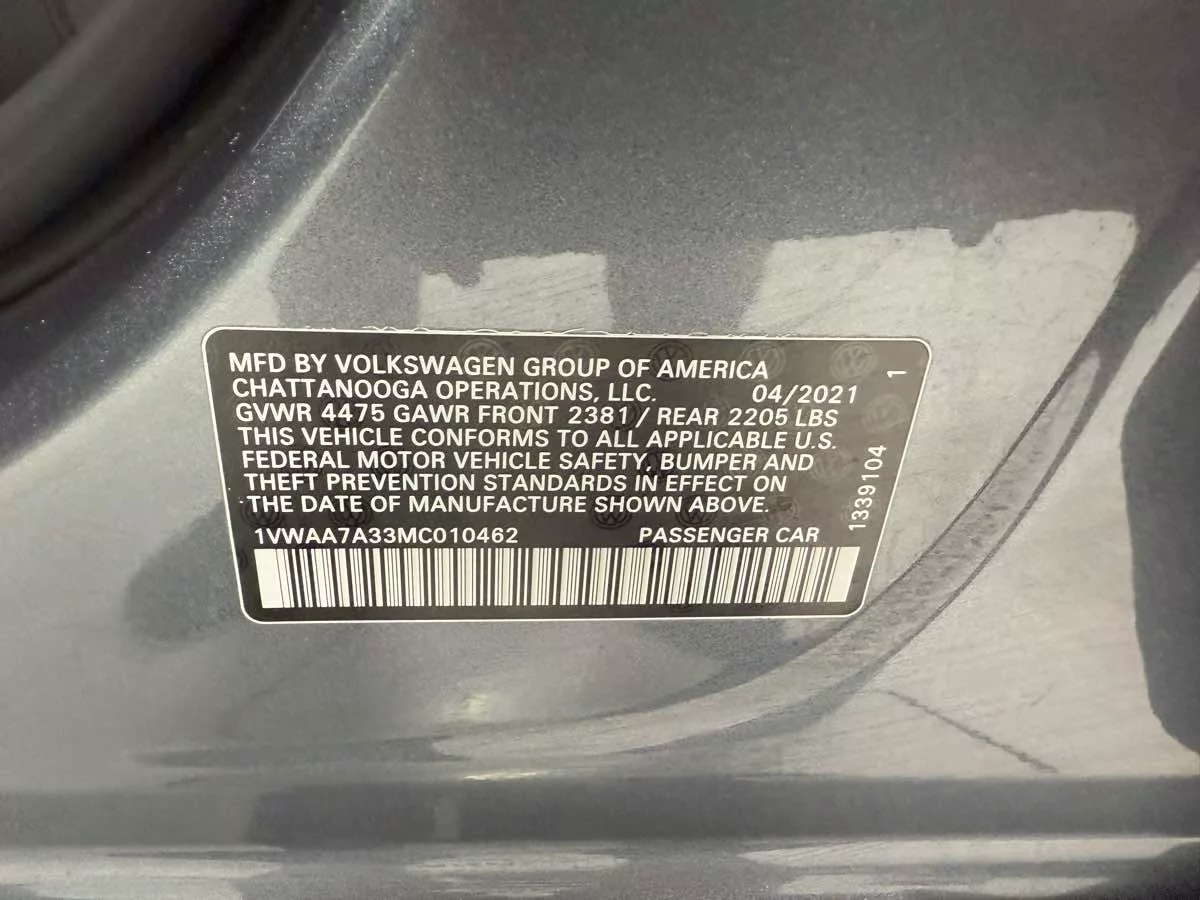 MFD BY VOLKSWAGEN GROUP OF AMERICA
CHATTANOOGA OPERATIONS, LLC. 04/2021
GVWR 4475 GAWR FRONT 2381 / REAR 2205 LBS
THIS VEHICLE CONFORMS TO ALL APPLICABLE U.S.
FEDERAL MOTOR VEHICLE SAFETY, BUMPER AND
THEFT PREVENTION STANDARDS IN EFFECT ON
THE DATE OF MANUFACTURE SHOWN ABOVE.
1VWAA7A33MC010462 PASSENGER CAR
1339104 1